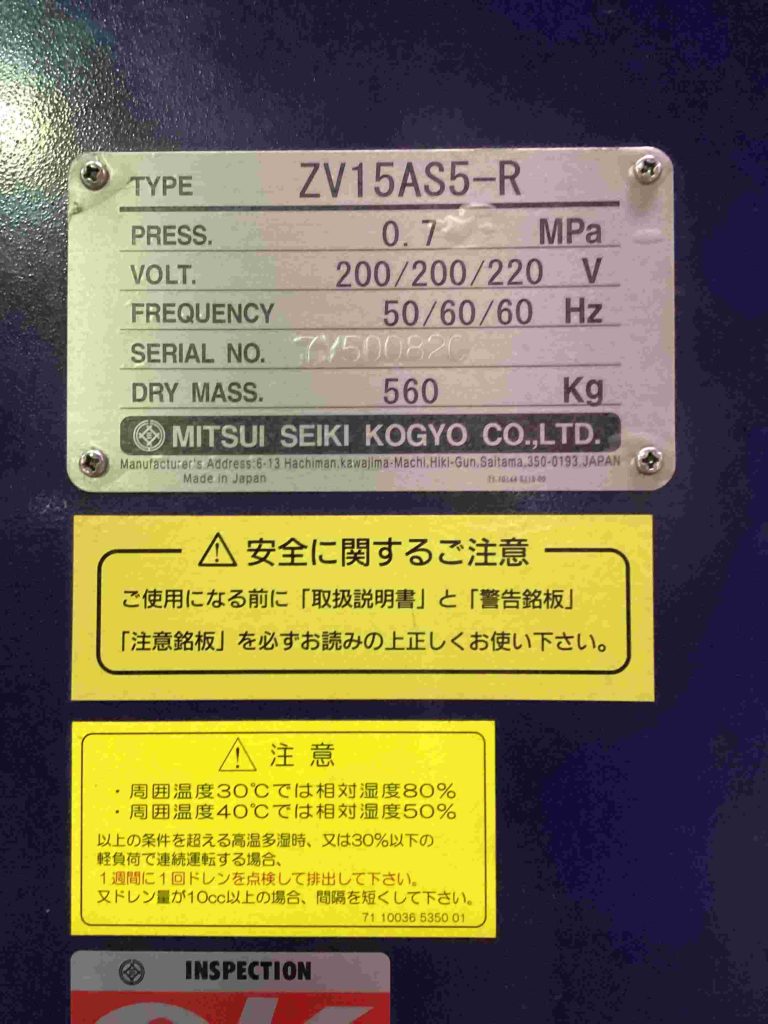 TYPE ZV15AS5-R
PRESS. 0.7 MPa
VOLT. 200/200/220 V
FREQUENCY 50/60/60 Hz
SERIAL NO.
DRY MASS. 560 Kg
MITSUI SEIKI KOGYO CO.,LTD.
Manufacturer's Address:6-13 Hachiman,kawajima-Machi,Hiki-Gun,Saitama,350-0193 JAPAN
Made in Japan
安全に関するご注意
ご使用になる前に「取扱説明書」と「警告銘板」
「注意銘板」を必ずお読みの上正しくお使い下さい。
注意
・周囲温度30℃では相対湿度80%
・周囲温度40℃では相対湿度50%
以上の条件を超える高温多湿時、又は30%以下の
軽負荷で連続運転する場合、
1週間に1回ドレンを点検して排出して下さい。
又ドレン量が10cc以上の場合、間隔を短くして下さい。
71 10036 5350 01
INSPECTION
OK